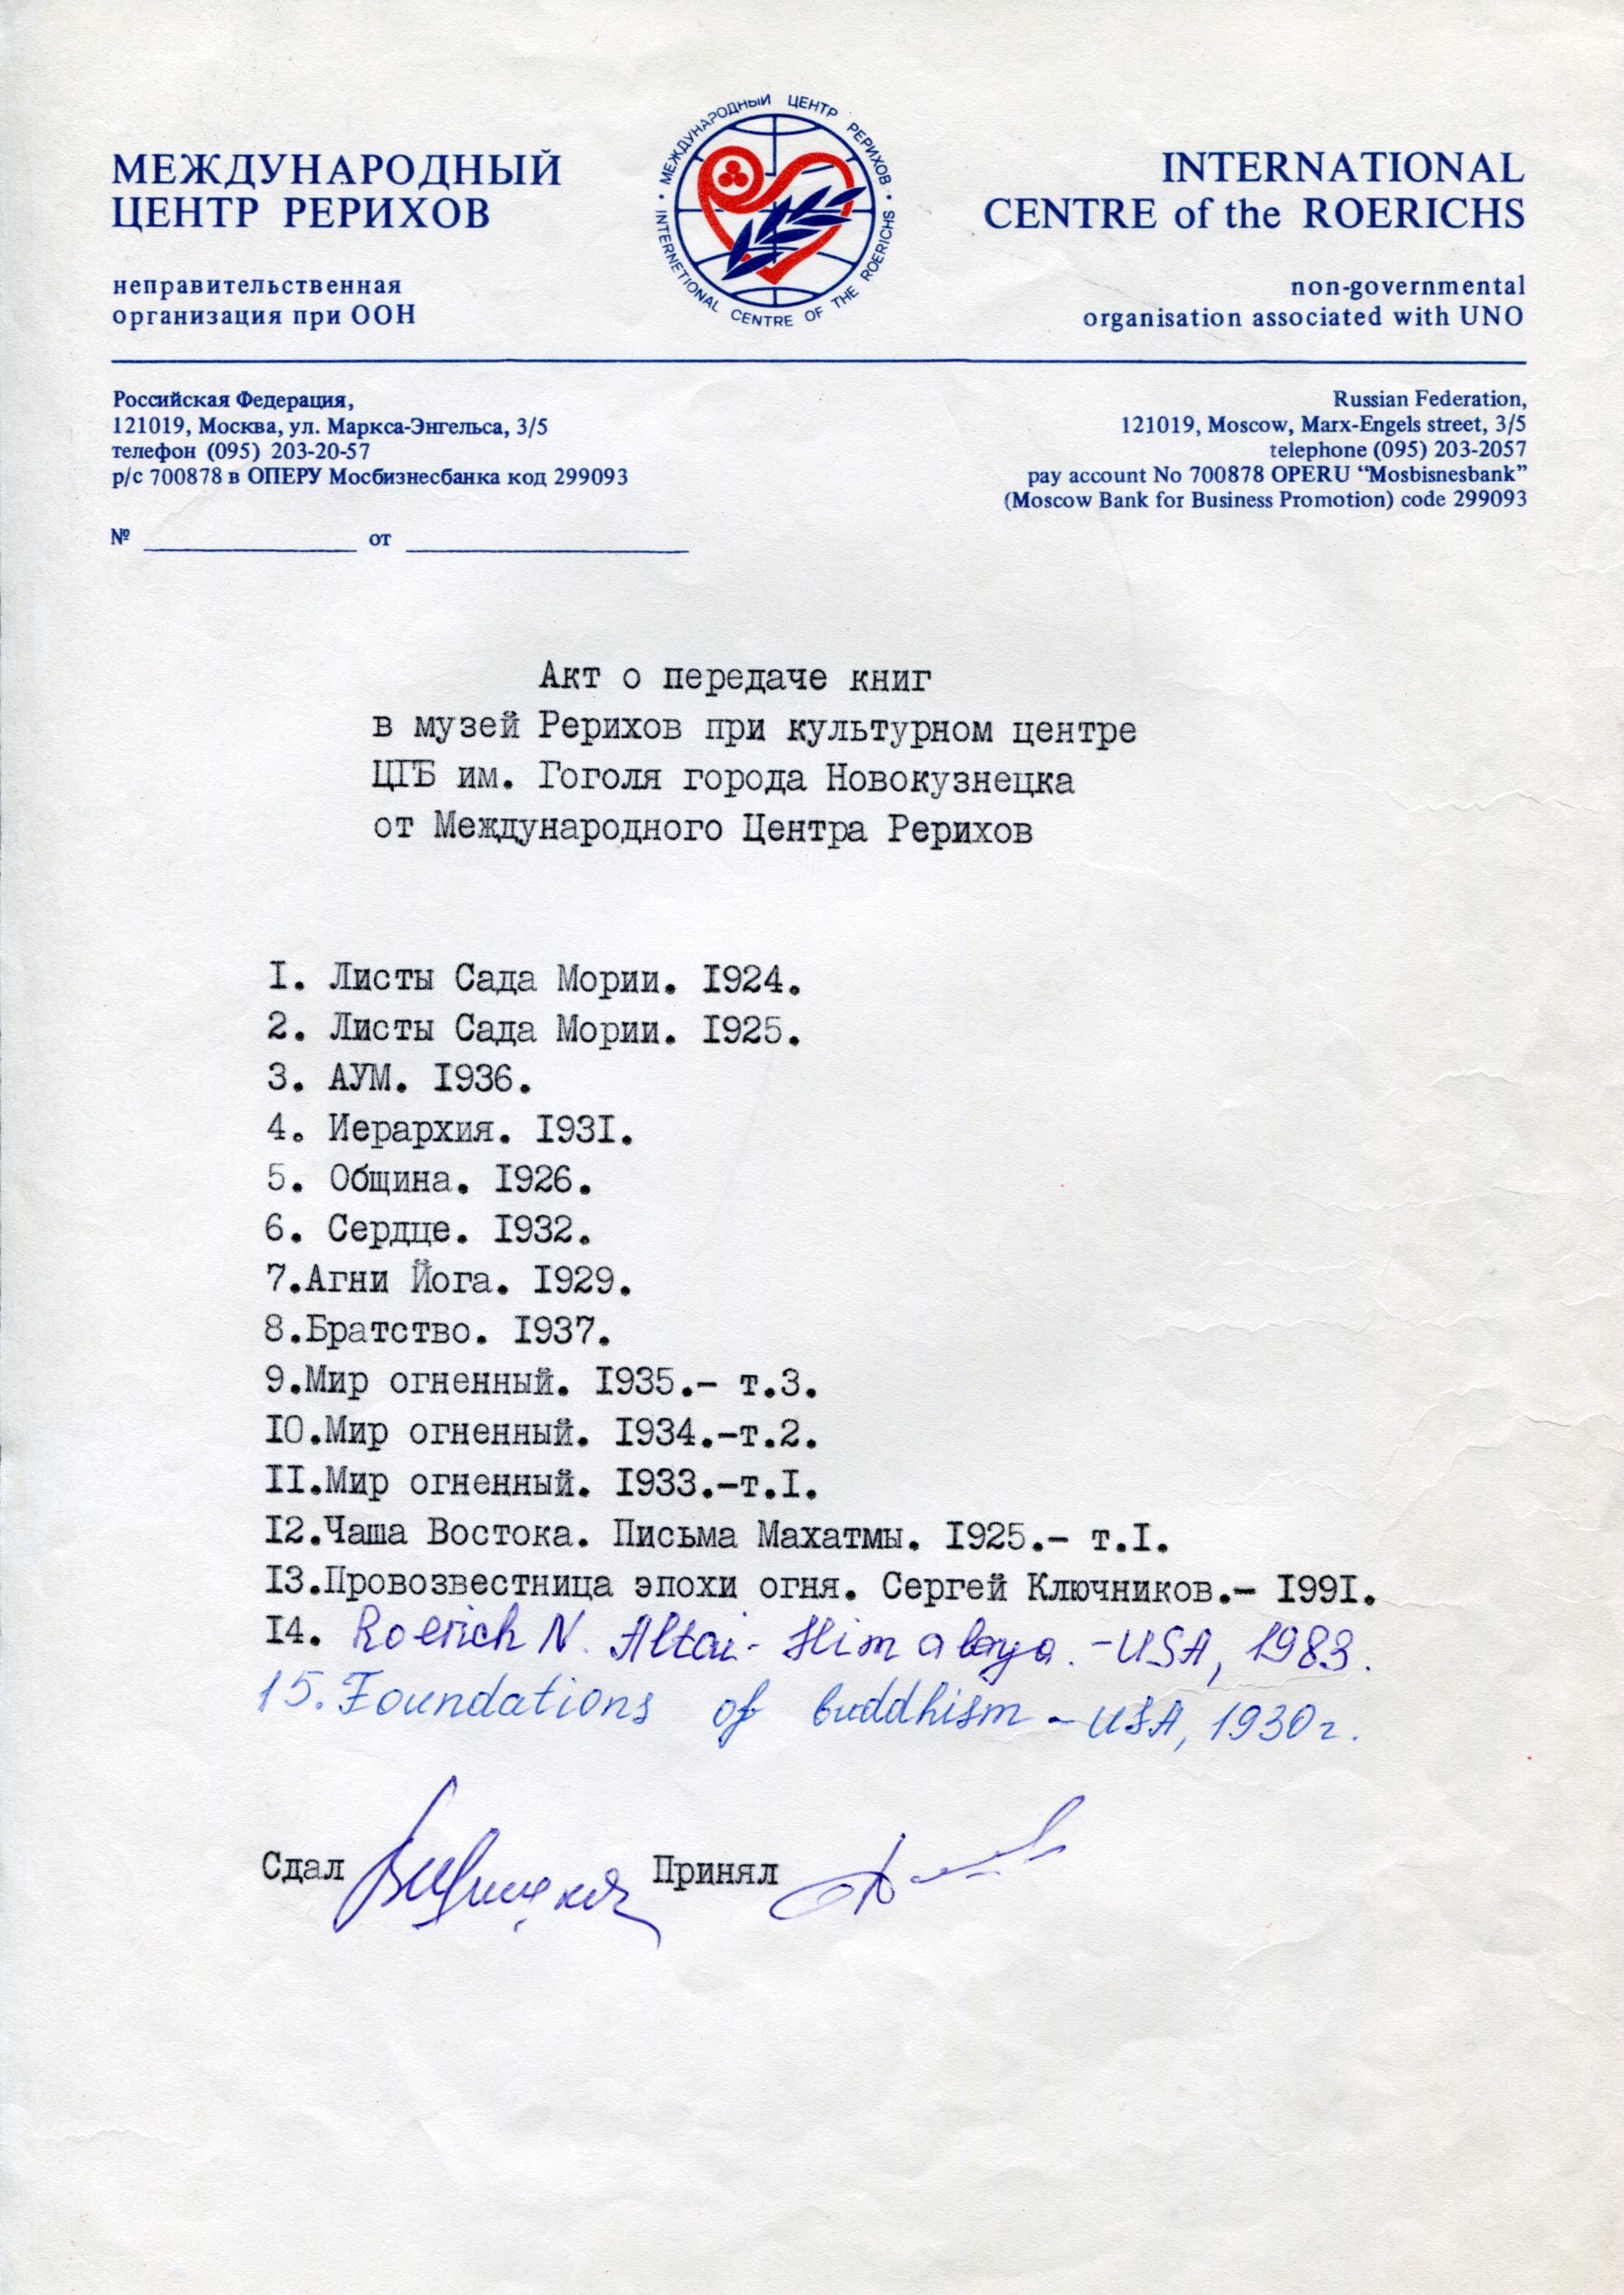 МЕЖДУНАРОДНЫЙ ЦЕНТР РЕРИХОВ
INTERNETIONAL CENTRE OF THE ROERICHS
МЕЖДУНАРОДНЫЙ
ЦЕНТР РЕРИХОВ
неправительственная
организация при ООН
INTERNATIONAL
CENTRE of the ROERICHS
non-governmental
organisation associated with UNO
Российская Федерация,
121019, Москва, ул. Маркса-Энгельса, 3/5
телефон (095) 203-20-57
р/с 700878 в ОПЕРУ Мосбизнесбанка код 299093
Russian Federation,
121019, Moscow, Marx-Engels street, 3/5
telephone (095) 203-2057
pay account No 700878 OPERU “Mosbisnesbank”
(Moscow Bank for Business Promotion) code 299093
№ от
Акт о передаче книг
в музей Рерихов при культурном центре
ЦГБ им. Гоголя города Новокузнецка
от Международного Центра Рерихов
I. Листы Сада Мории. I924.
2. Листы Сада Мории. I925.
3. АУМ. I936.
4. Иерархия. I93I.
5. Община. I926.
6. Сердце. I932.
7.Агни Йога. I929.
8.Братство. I937.
9.Мир огненный. I935.- т.3.
I0.Мир огненный. I934.-т.2.
II.Мир огненный. I933.-т.I.
I2.Чаша Востока. Письма Махатмы. I925.- т.I.
I3.Провозвестница эпохи огня. Сергей Ключников.- I99I.
I4. Roerich N. Altai-Himalaya. - USA, 1983.
15. Foundations of buddhism - USA, 1930г.
Сдал Принял